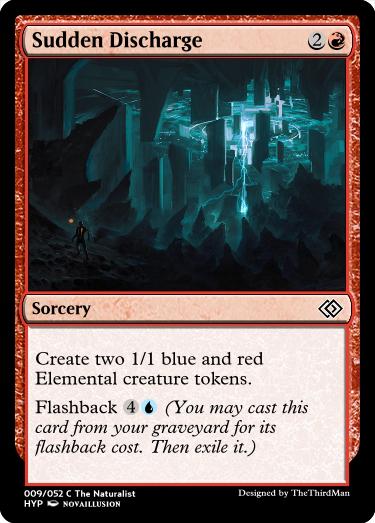 Sudden Discharge 2
Sorcery
Create two 1/1 blue and red
Elemental creature tokens.
Flashback 4 (You may cast this
card from your graveyard for its
flashback cost. Then exile it.)
009/052 C The Naturalist Designed by TheThirdMan
HYP NOVAILLUSION